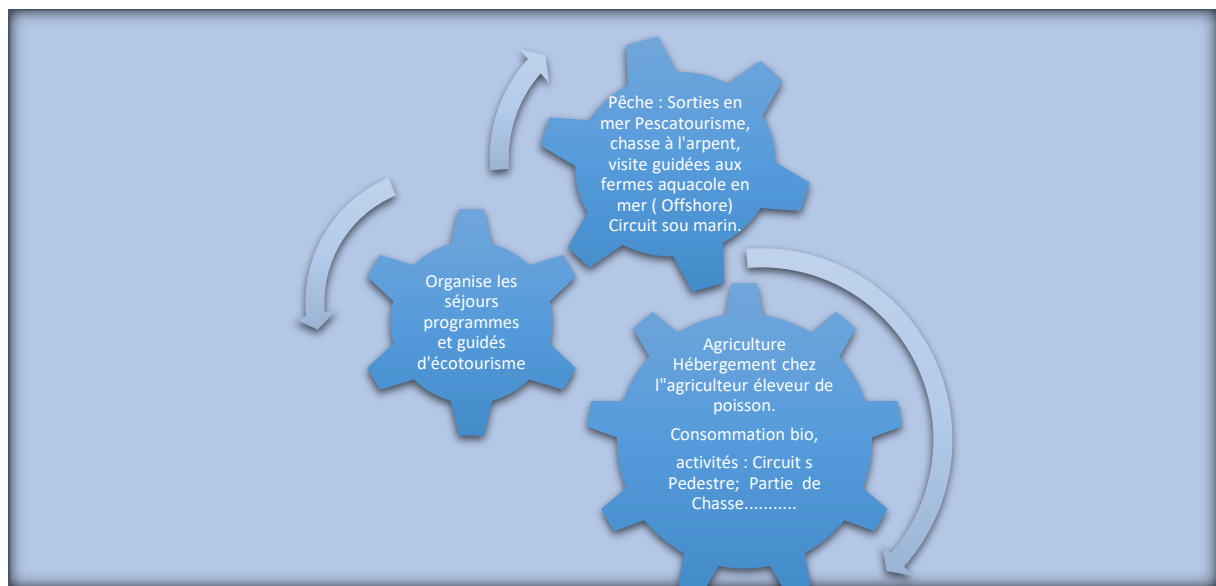 Pêche : Sorties en
mer Pescatourisme,
chasse à l'arpent,
visite guidées aux
fermes aquacole en
mer ( Offshore)
Circuit sou marin.
Organise les
séjours
programmes
et guidés
d'écotourisme
Agriculture
Hébergement chez
l"agriculteur éleveur de
poisson.
Consommation bio,
activités : Circuit s
Pedestre; Partie de
Chasse...........